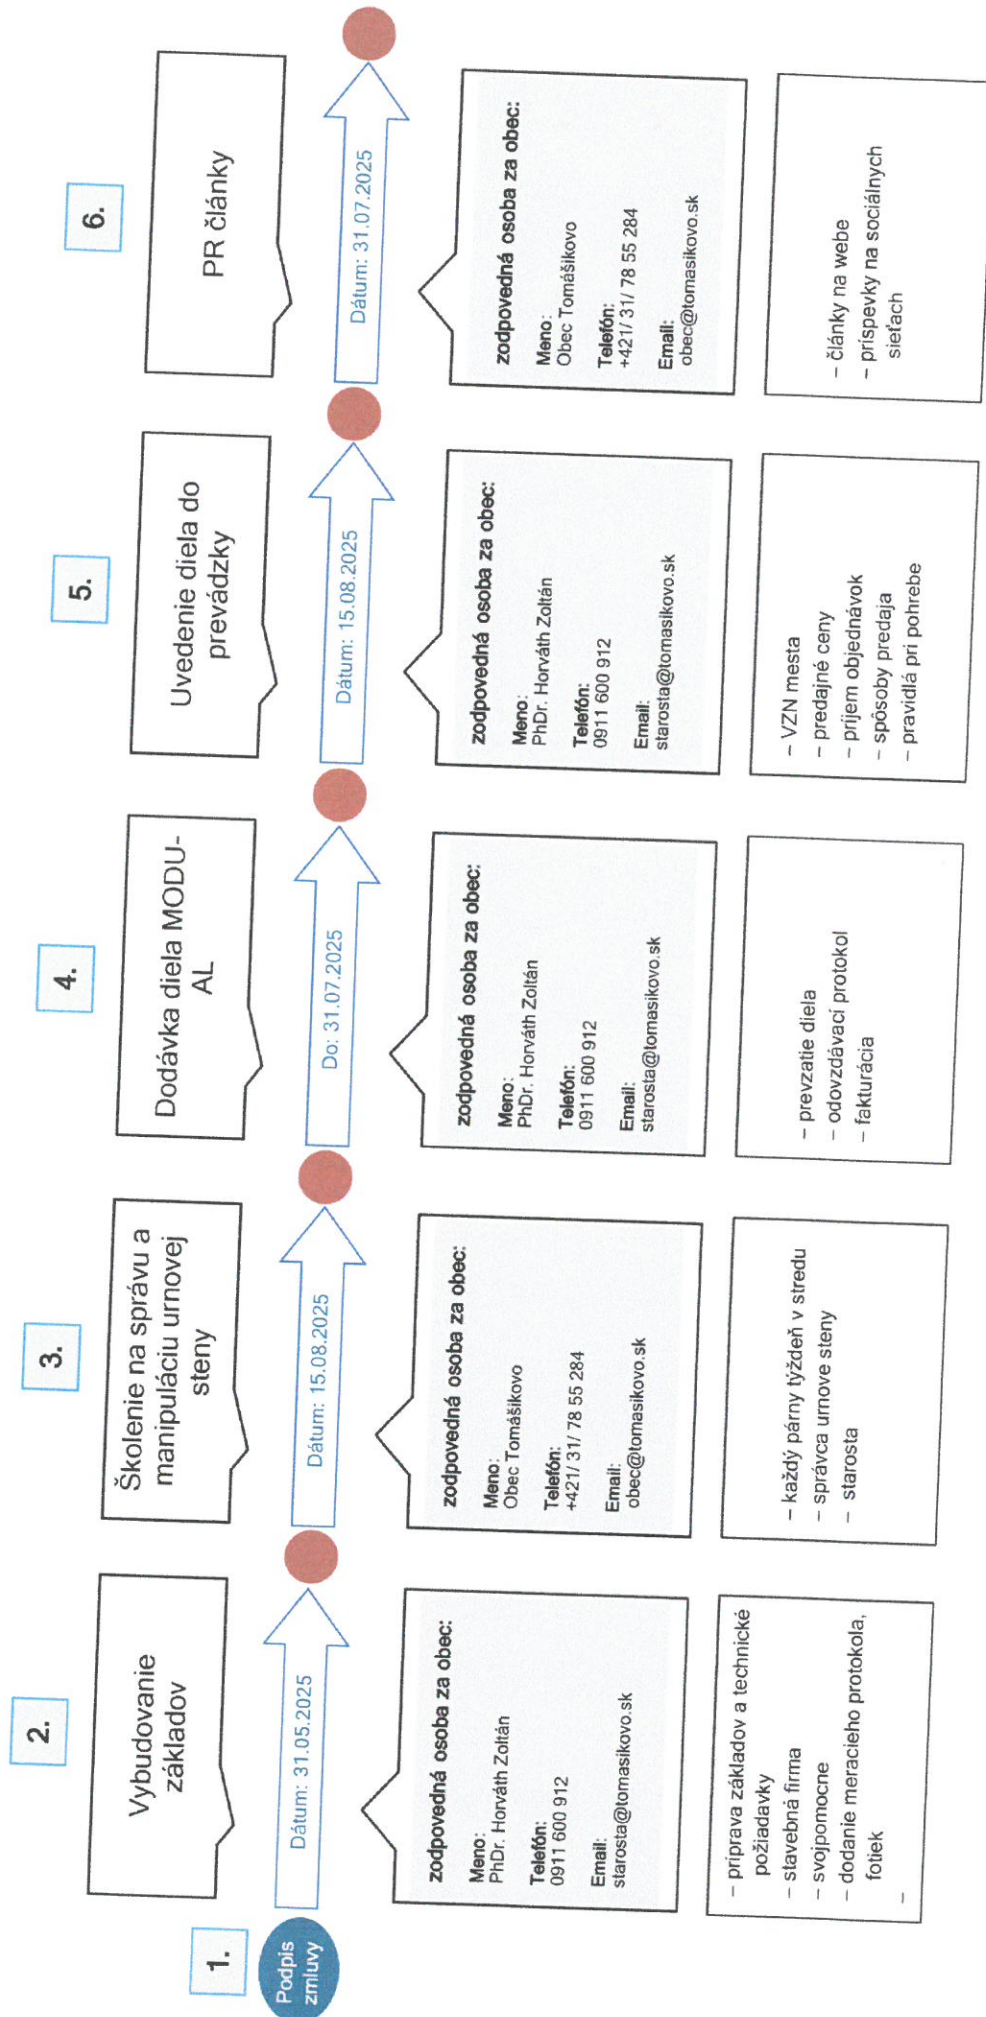 1.
Podpis
zmluvy
2.
Vybudovanie
základov
Dátum: 31.05.2025
zodpovedná osoba za obec:
Meno:
PhDr. Horváth Zoltán
Telefón:
0911 600 912
Email:
starosta@tomasikovo.sk
– príprava základov a technické
požiadavky
– stavebná firma
– svojpomocne
– dodanie meracieho protokola,
fotiek
–
3.
Školenie na správu a
manipuláciu urnovej
steny
Dátum: 15.08.2025
zodpovedná osoba za obec:
Meno:
Obec Tomášikovo
Telefón:
+421/ 31/ 78 55 284
Email:
obec@tomasikovo.sk
– každý párny týždeň v stredu
– správca urnove steny
– starosta
4.
Dodávka diela MODU-
AL
Do: 31.07.2025
zodpovedná osoba za obec:
Meno:
PhDr. Horváth Zoltán
Telefón:
0911 600 912
Email:
starosta@tomasikovo.sk
– prevzatie diela
– odovzdávací protokol
– fakturácia
5.
Uvedenie diela do
prevádzky
Dátum: 15.08.2025
zodpovedná osoba za obec:
Meno:
PhDr. Horváth Zoltán
Telefón:
0911 600 912
Email:
starosta@tomasikovo.sk
– VZN mesta
– predajné ceny
– príjem objednávok
– spôsoby predaja
– pravidlá pri pohrebe
6.
PR články
Dátum: 31.07.2025
zodpovedná osoba za obec:
Meno:
Obec Tomášikovo
Telefón:
+421/ 31/ 78 55 284
Email:
obec@tomasikovo.sk
– články na webe
– príspevky na sociálnych
sieťach